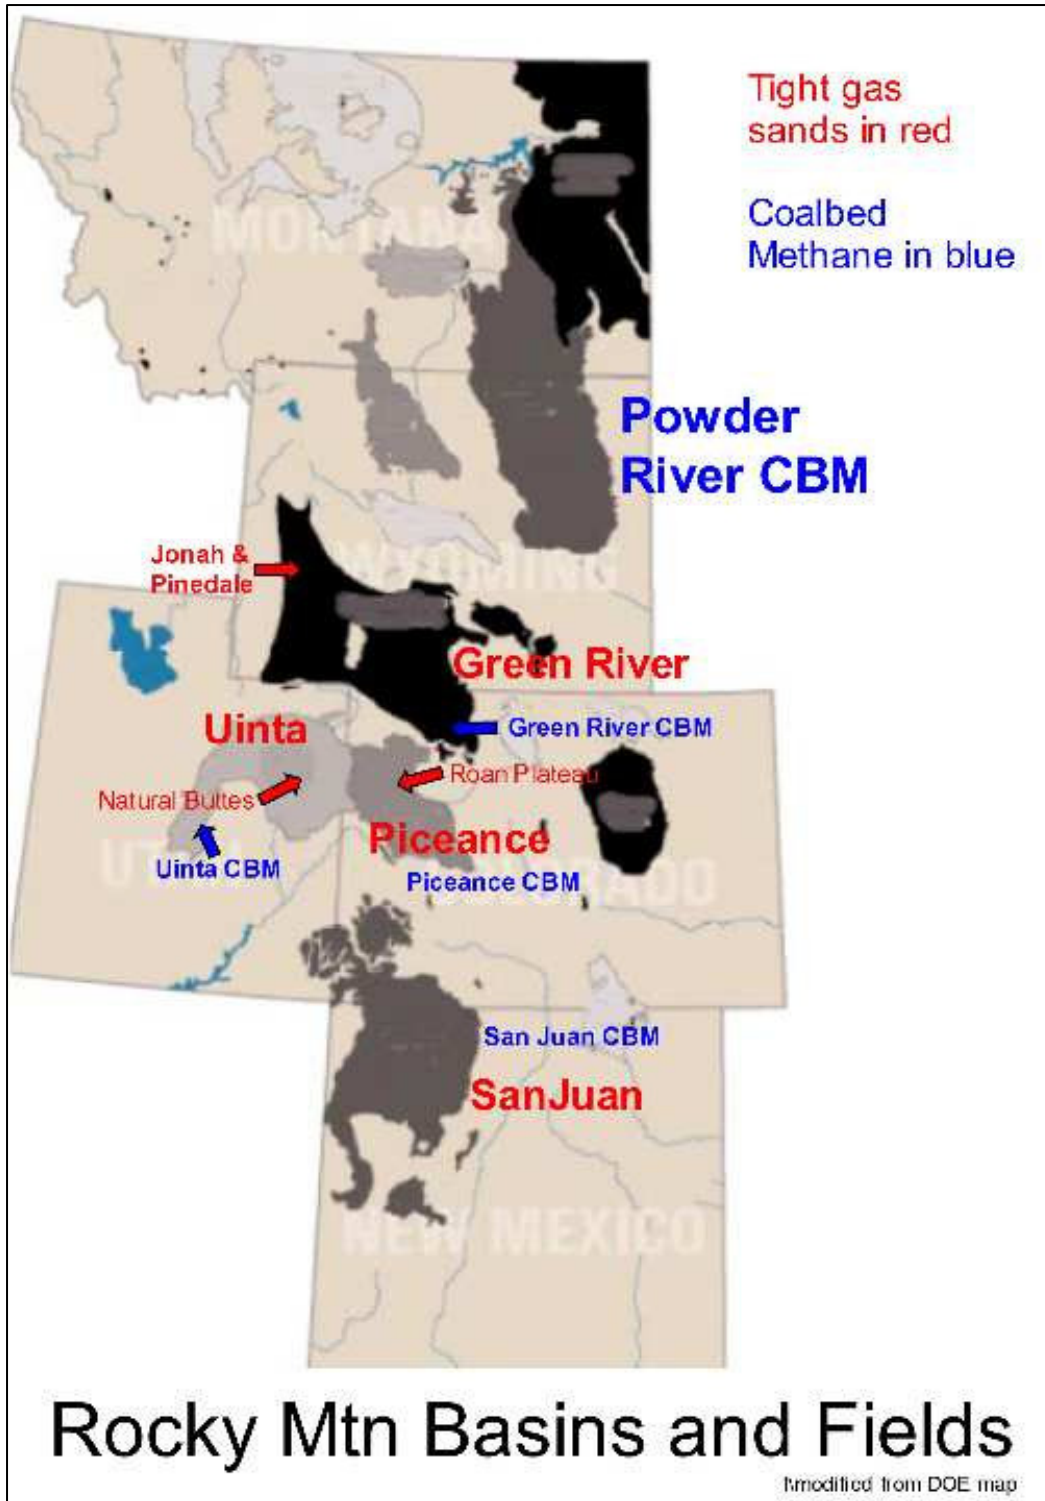 Tight gas
sands in red
Coalbed
Methane in blue
MONTANA
Powder
River CBM
Jonah &
Pinedale
WYOMING
Green River
Uinta
Green River CBM
Roan Plateau
Natural Buttes
Piceance
Uinta CBM
Piceance CBM
COLORADO
San Juan CBM
SanJuan
NEW MEXICO
Rocky Mtn Basins and Fields
modified from DOE map